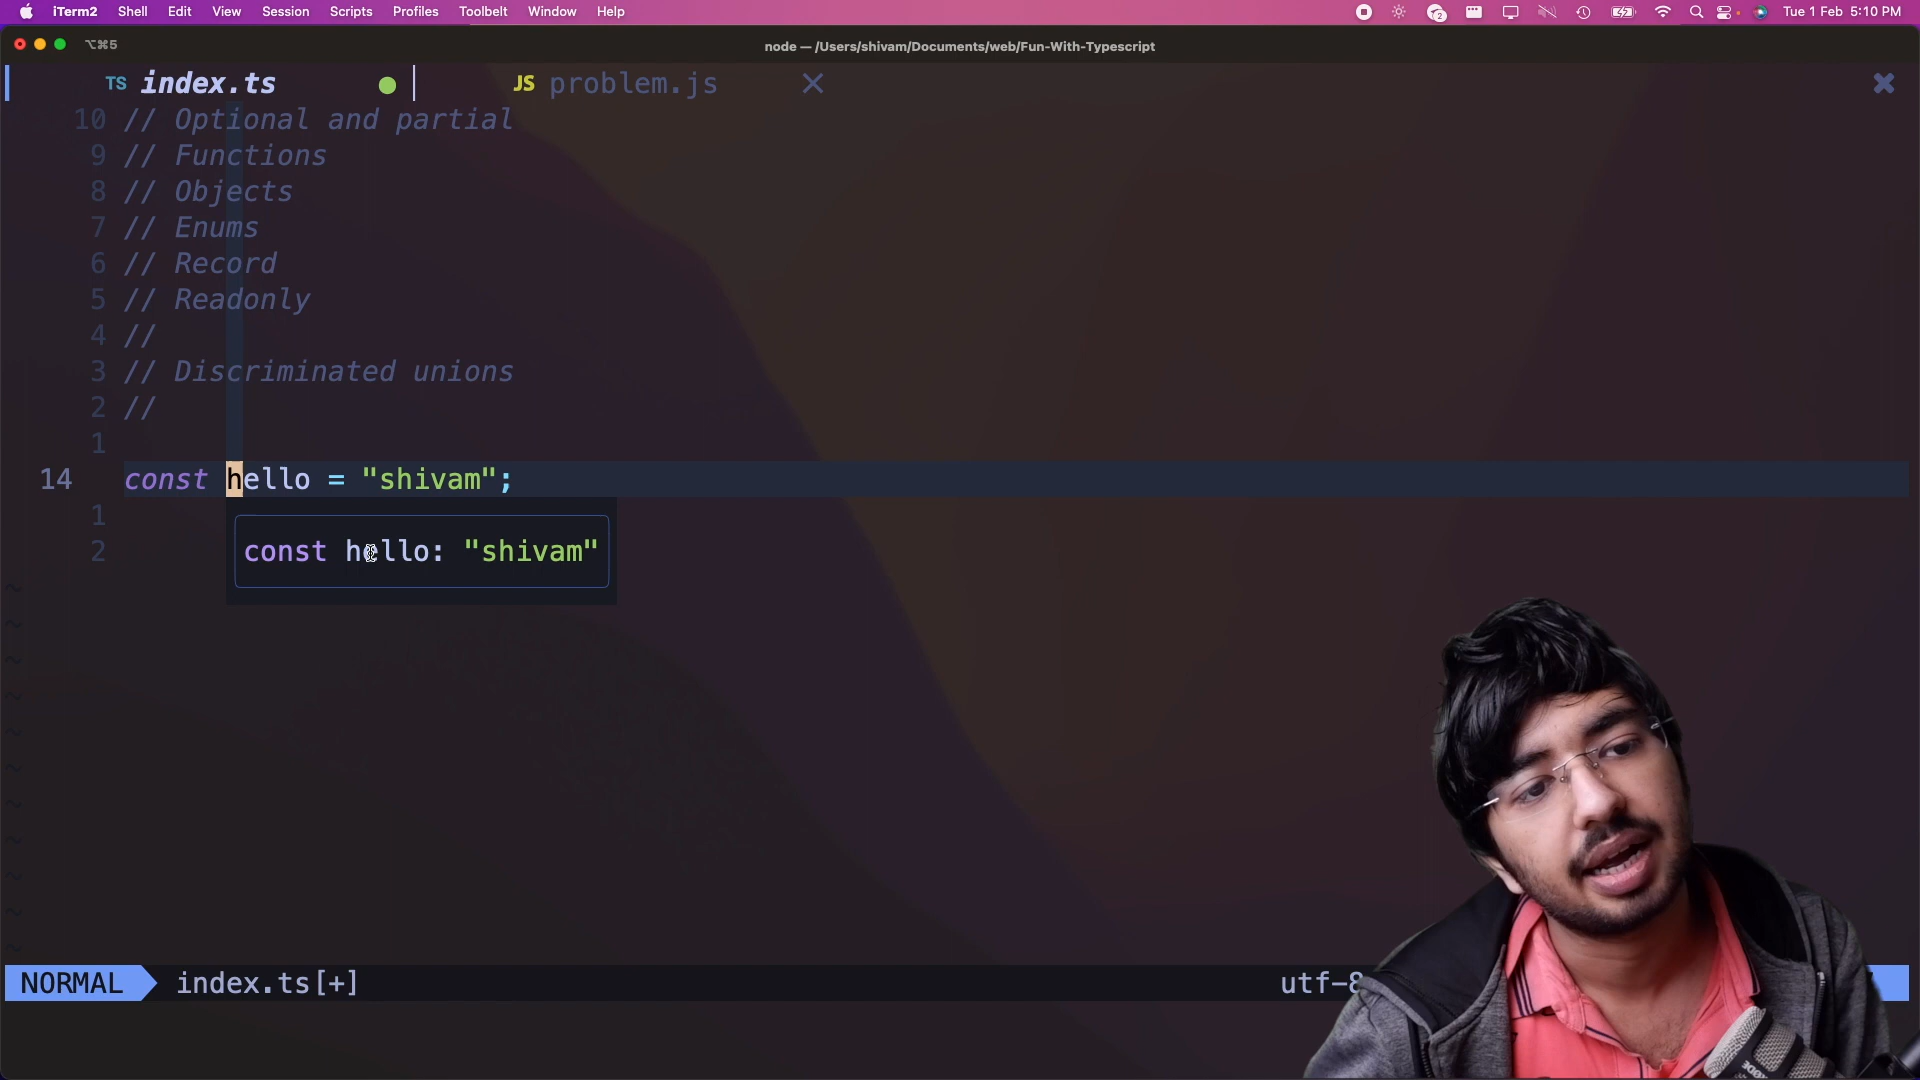 iTerm2 Shell Edit View Session Scripts Profiles Toolbelt Window Help 2 Tue 1 Feb 5:10 PM
⌥⌘5
node — /Users/shivam/Documents/web/Fun-With-Typescript
TS index.ts JS problem.js
10 // Optional and partial
9 // Functions
8 // Objects
7 // Enums
6 // Record
5 // Readonly
4 //
3 // Discriminated unions
2 //
1
14 const hello = "shivam";
1
const hello: "shivam"
2
~
~
~
~
~
~
~
~
~
~
~
NORMAL index.ts[+] utf-8